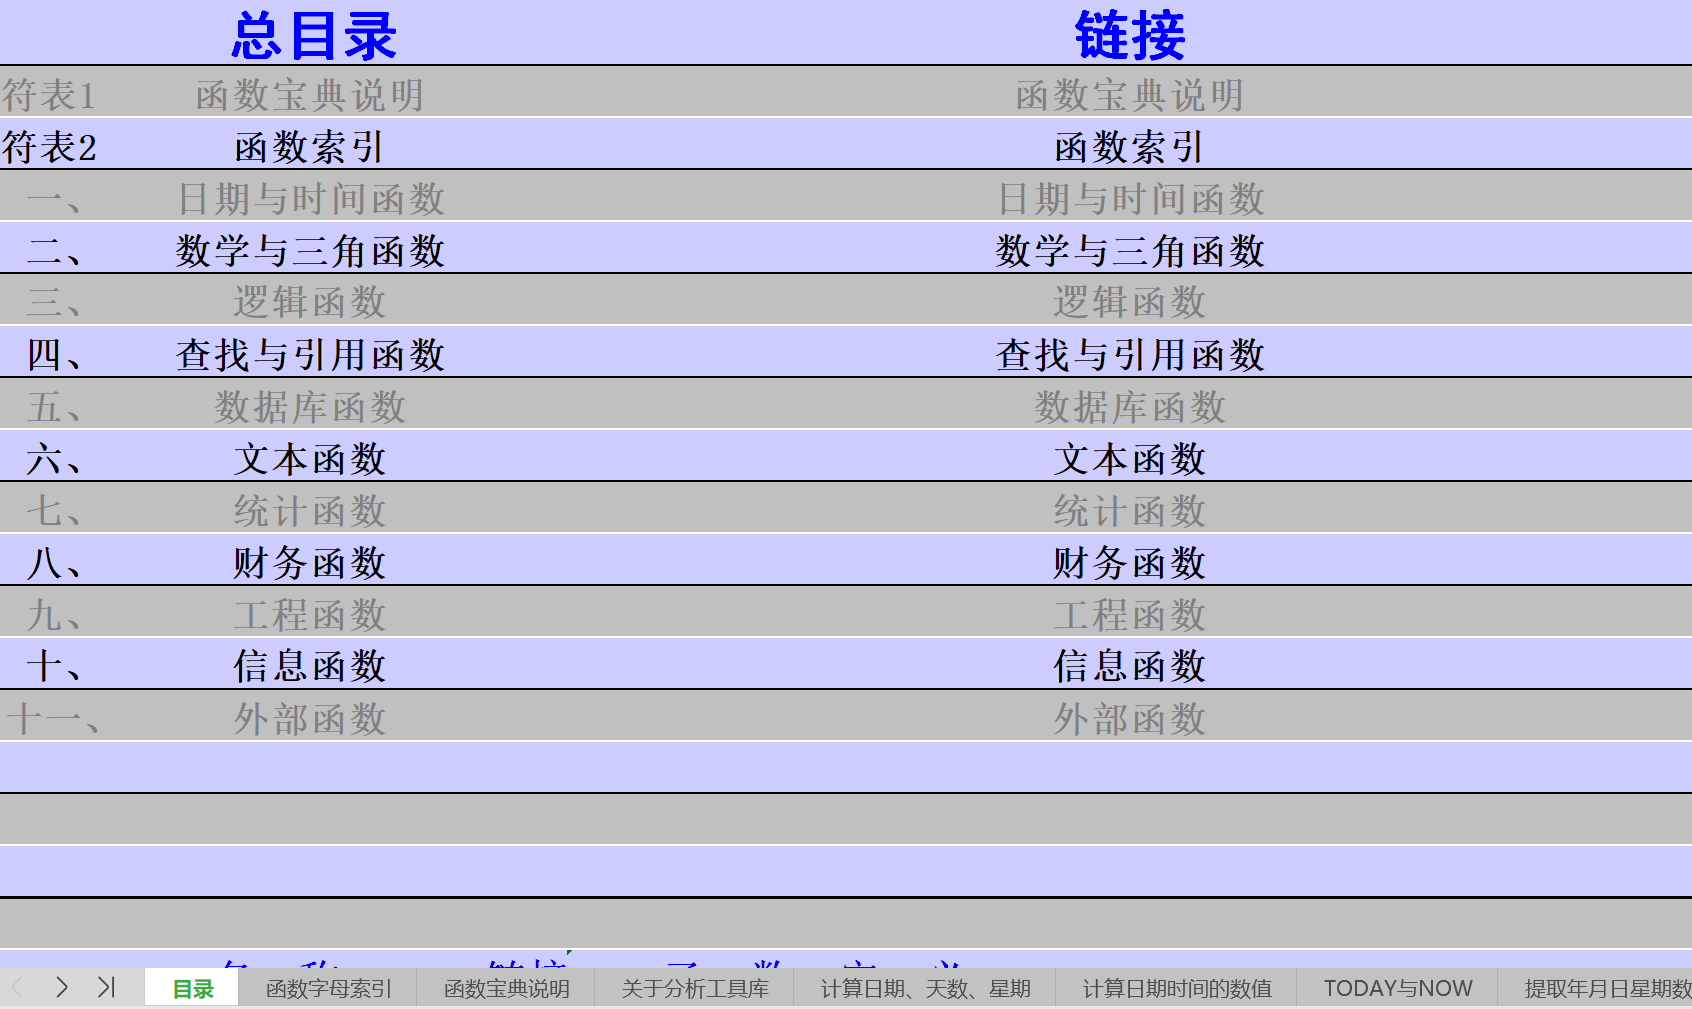 总目录 链接
符表1 函数宝典说明 函数宝典说明
符表2 函数索引 函数索引
一、 日期与时间函数 日期与时间函数
二、 数学与三角函数 数学与三角函数
三、 逻辑函数 逻辑函数
四、 查找与引用函数 查找与引用函数
五、 数据库函数 数据库函数
六、 文本函数 文本函数
七、 统计函数 统计函数
八、 财务函数 财务函数
九、 工程函数 工程函数
十、 信息函数 信息函数
十一、 外部函数 外部函数
目录 函数字母索引 函数宝典说明 关于分析工具库 计算日期、天数、星期 计算日期时间的数值 TODAY与NOW 提取年月日星期数